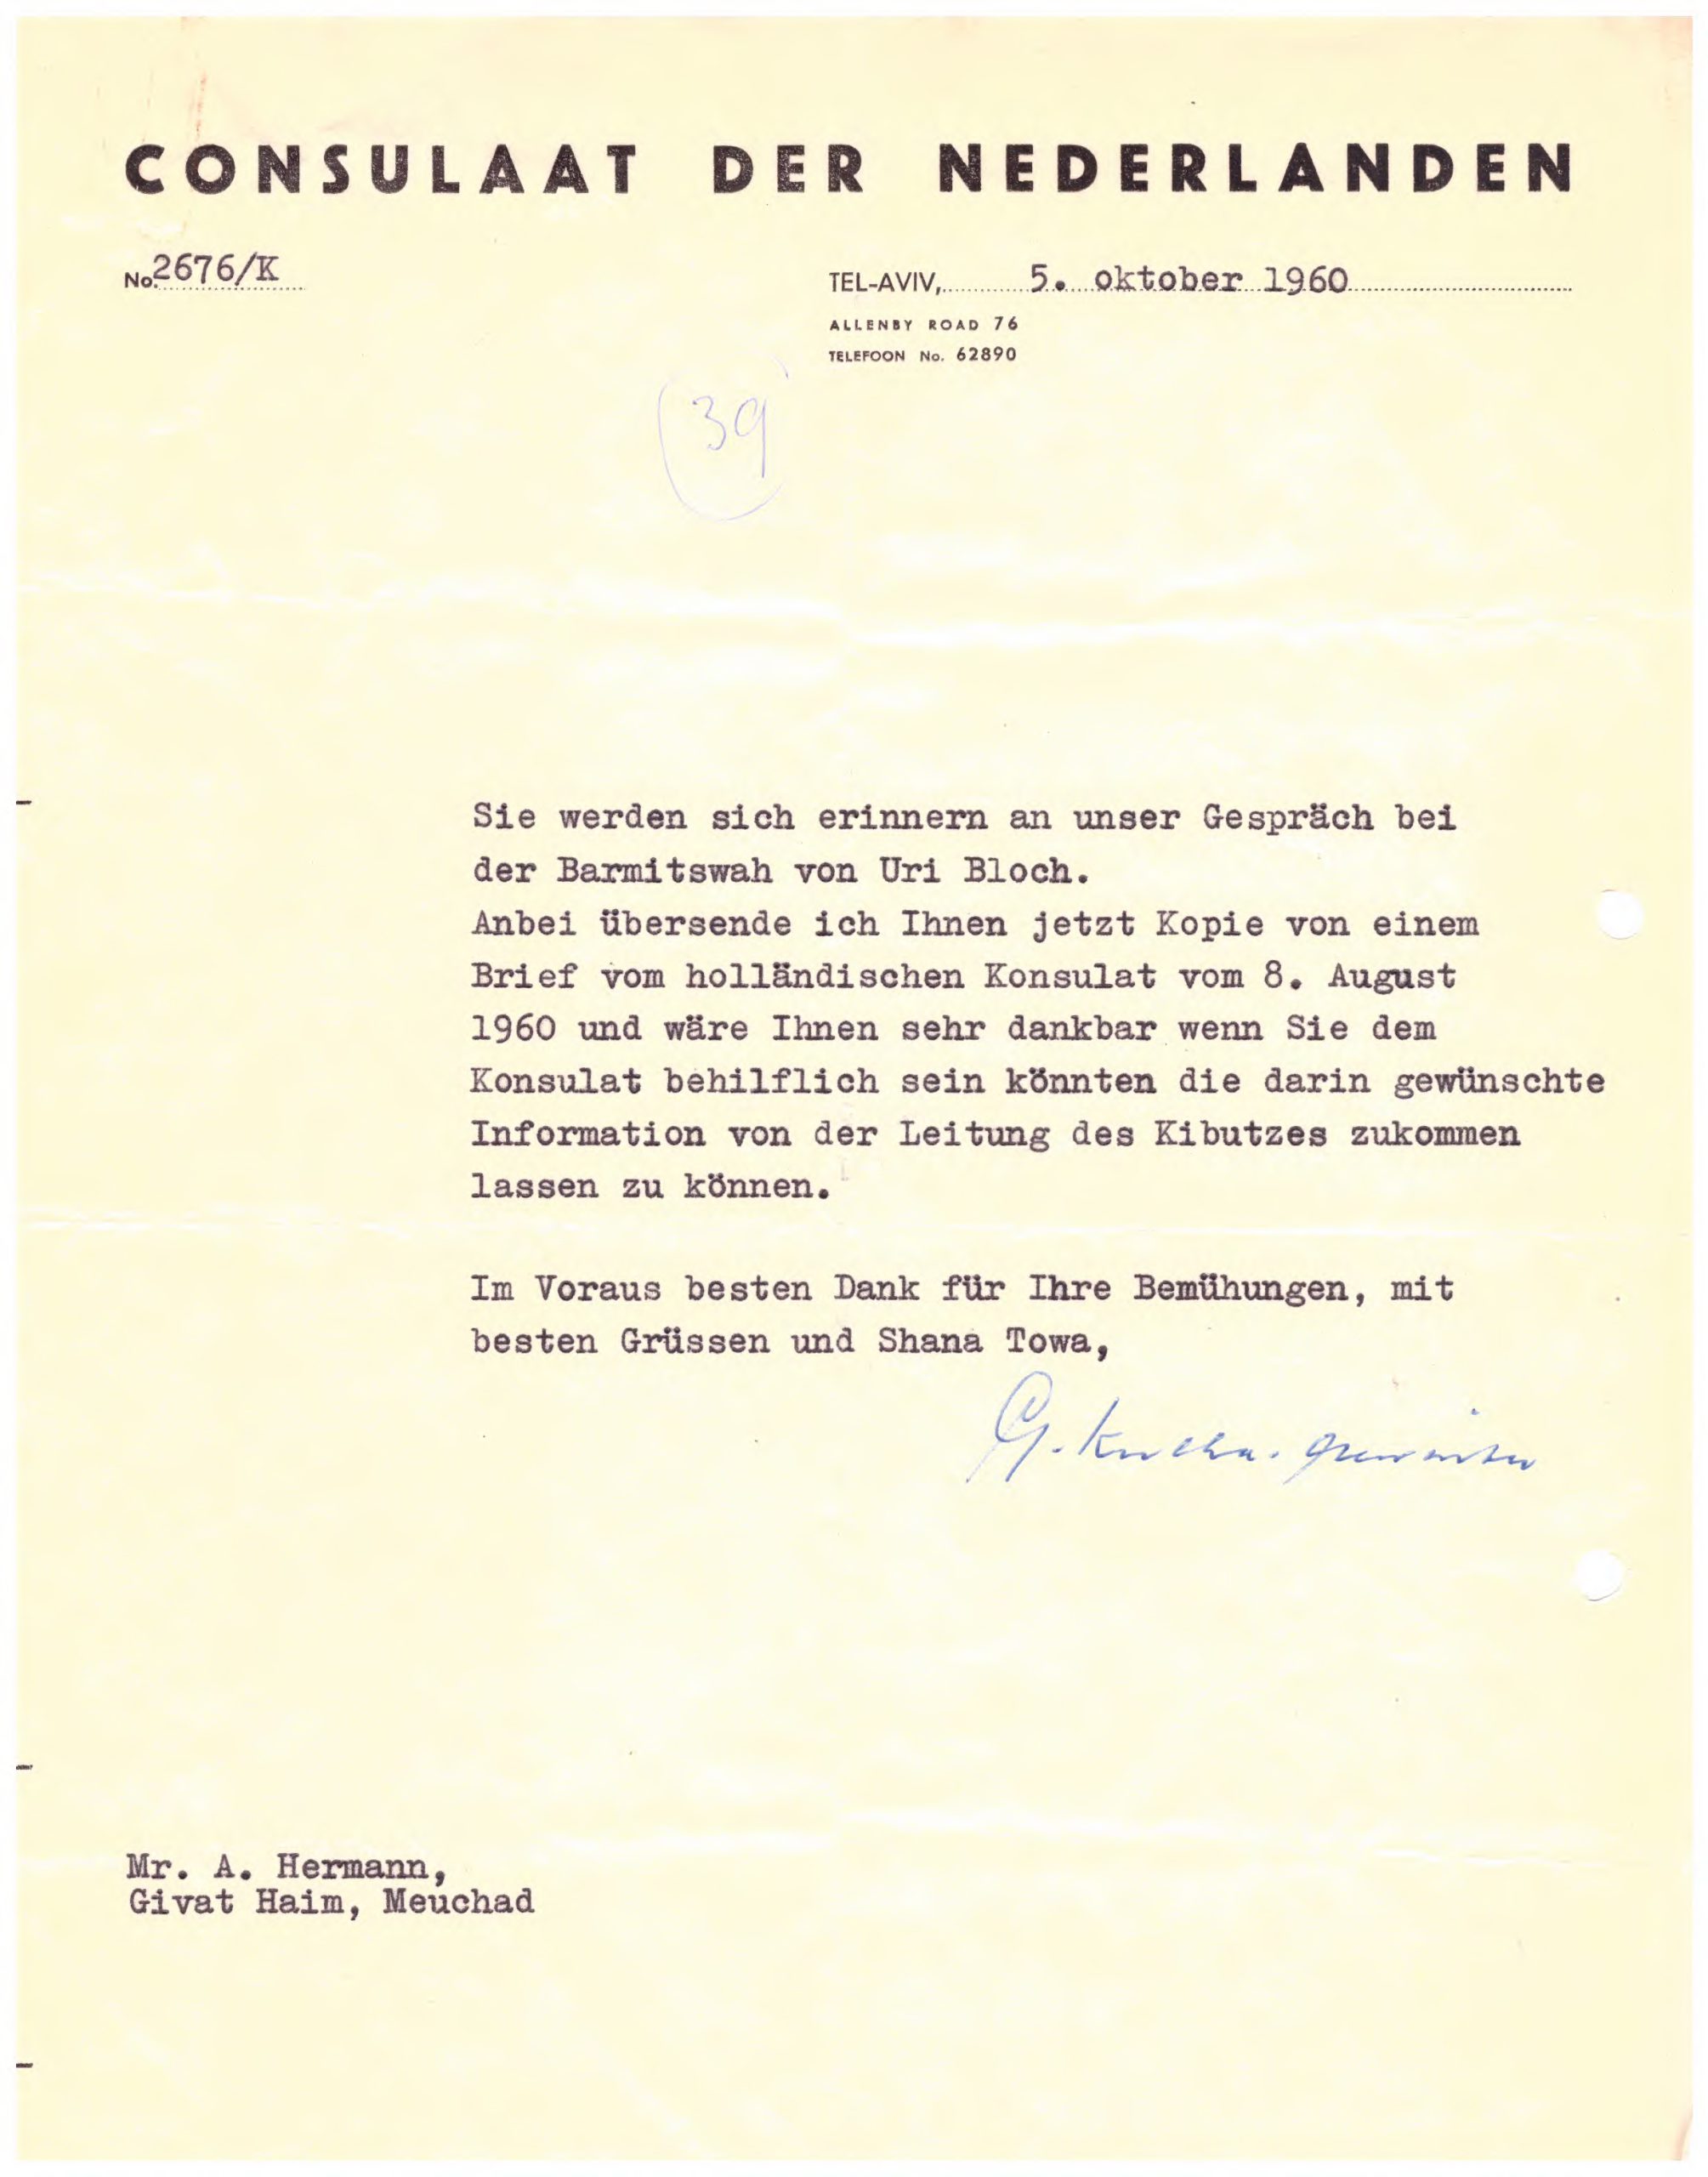 CONSULAAT DER NEDERLANDEN
No. 2676/K
TEL-AVIV, 5. oktober 1960
ALLENBY ROAD 76
TELEFOON No. 62890
39
Sie werden sich erinnern an unser Gespräch bei
der Barmitswah von Uri Bloch.
Anbei übersende ich Ihnen jetzt Kopie von einem
Brief vom holländischen Konsulat vom 8. August
1960 und wäre Ihnen sehr dankbar wenn Sie dem
Konsulat behilflich sein könnten die darin gewünschte
Information von der Leitung des Kibutzes zukommen
lassen zu können.
Im Voraus besten Dank für Ihre Bemühungen, mit
besten Grüssen und Shana Towa,
G.
Mr. A. Hermann,
Givat Haim, Meuchad